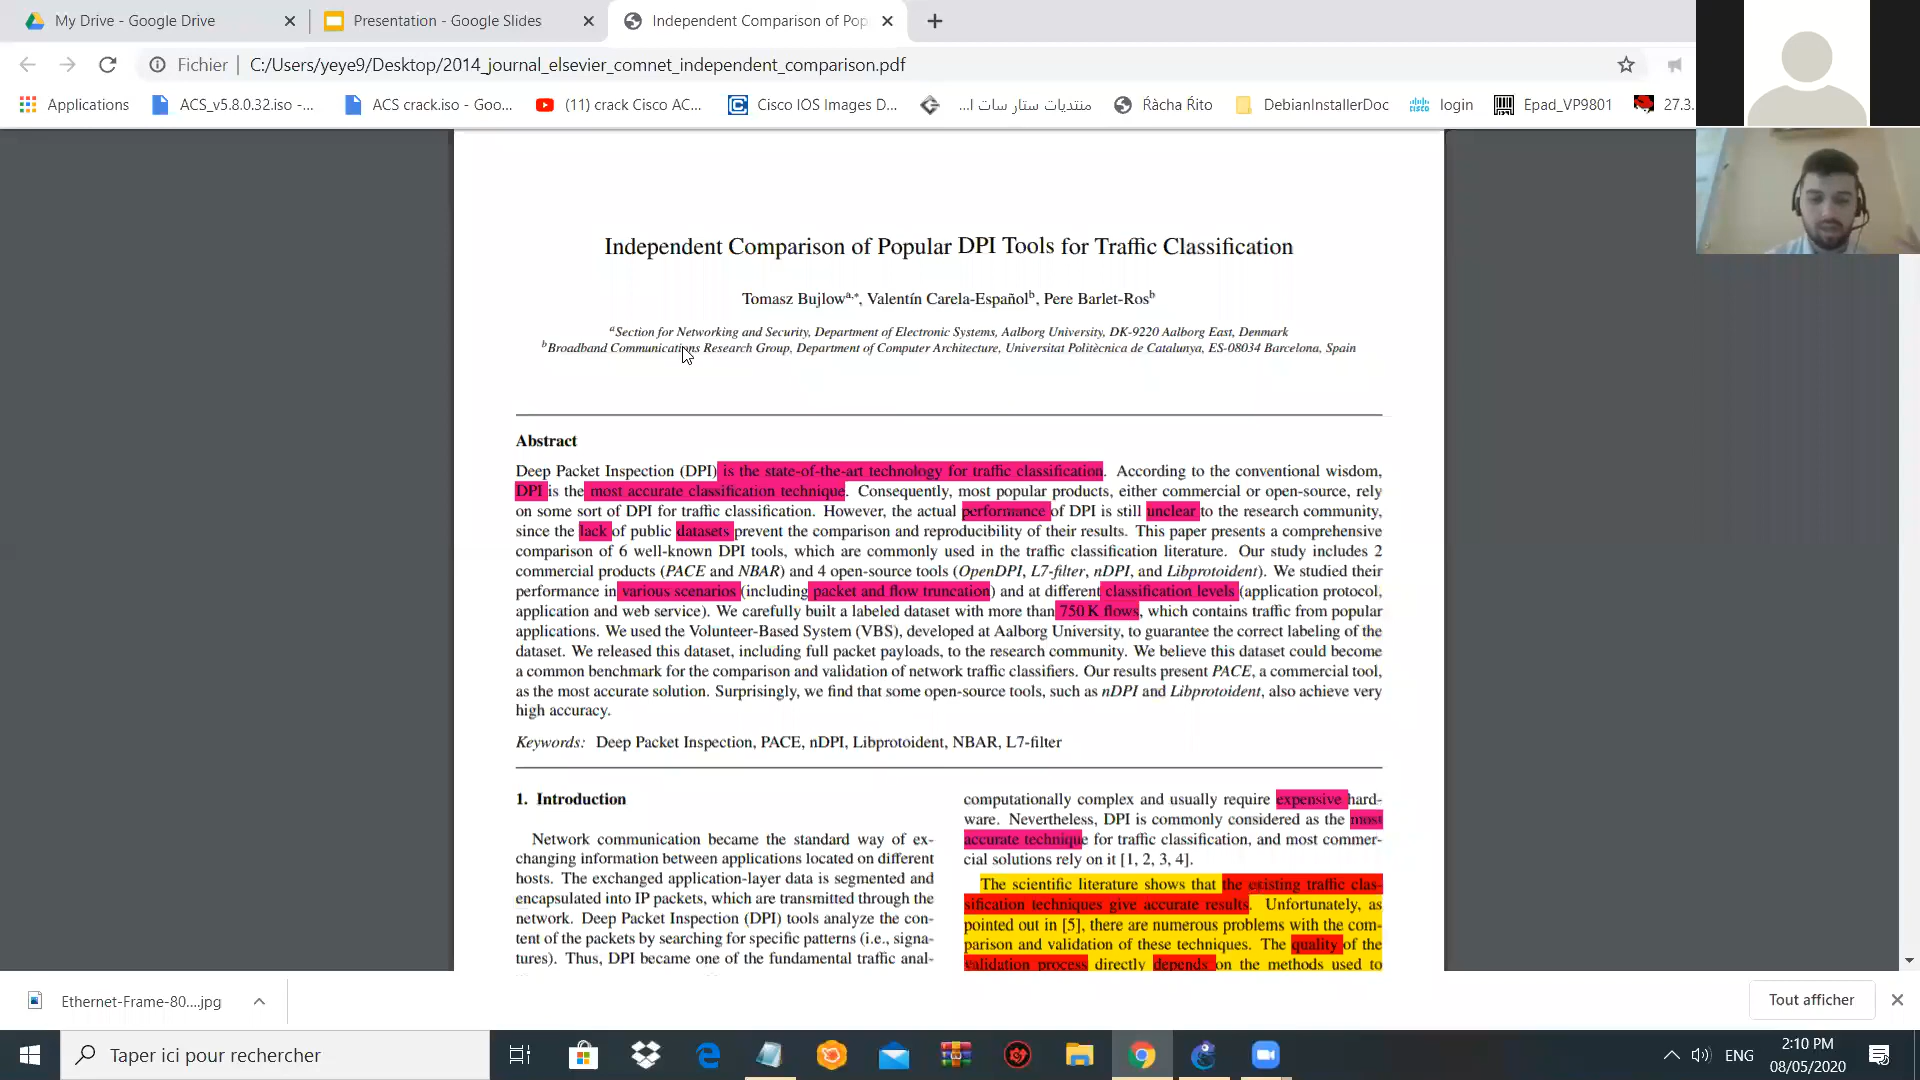 My Drive - Google Drive
Presentation - Google Slides
Independent Comparison of Pop
Fichier
C:/Users/yeye9/Desktop/2014_journal_elsevier_comnet_independent_comparison.pdf
Applications
ACS_v5.8.0.32.iso -...
ACS crack.iso - Goo...
(11) crack Cisco AC...
Cisco IOS Images D...
منتديات ستار سات ا...
Ŕàcha Ŕito
DebianInstallerDoc
login
Epad_VP9801
27.3.
Independent Comparison of Popular DPI Tools for Traffic Classification
Tomasz Bujlowa,*, Valentín Carela-Españolb, Pere Barlet-Rosb
aSection for Networking and Security, Department of Electronic Systems, Aalborg University, DK-9220 Aalborg East, Denmark
bBroadband Communications Research Group, Department of Computer Architecture, Universitat Politècnica de Catalunya, ES-08034 Barcelona, Spain
Abstract
Deep Packet Inspection (DPI) is the state-of-the-art technology for traffic classification. According to the conventional wisdom,
DPI is the most accurate classification technique. Consequently, most popular products, either commercial or open-source, rely
on some sort of DPI for traffic classification. However, the actual performance of DPI is still unclear to the research community,
since the lack of public datasets prevent the comparison and reproducibility of their results. This paper presents a comprehensive
comparison of 6 well-known DPI tools, which are commonly used in the traffic classification literature. Our study includes 2
commercial products (PACE and NBAR) and 4 open-source tools (OpenDPI, L7-filter, nDPI, and Libprotoident). We studied their
performance in various scenarios (including packet and flow truncation) and at different classification levels (application protocol,
application and web service). We carefully built a labeled dataset with more than 750 K flows, which contains traffic from popular
applications. We used the Volunteer-Based System (VBS), developed at Aalborg University, to guarantee the correct labeling of the
dataset. We released this dataset, including full packet payloads, to the research community. We believe this dataset could become
a common benchmark for the comparison and validation of network traffic classifiers. Our results present PACE, a commercial tool,
as the most accurate solution. Surprisingly, we find that some open-source tools, such as nDPI and Libprotoident, also achieve very
high accuracy.
Keywords: Deep Packet Inspection, PACE, nDPI, Libprotoident, NBAR, L7-filter
1. Introduction
Network communication became the standard way of ex-
changing information between applications located on different
hosts. The exchanged application-layer data is segmented and
encapsulated into IP packets, which are transmitted through the
network. Deep Packet Inspection (DPI) tools analyze the con-
tent of the packets by searching for specific patterns (i.e., signa-
tures). Thus, DPI became one of the fundamental traffic anal-
computationally complex and usually require expensive hard-
ware. Nevertheless, DPI is commonly considered as the most
accurate technique for traffic classification, and most commer-
cial solutions rely on it [1, 2, 3, 4].
The scientific literature shows that the existing traffic clas-
sification techniques give accurate results. Unfortunately, as
pointed out in [5], there are numerous problems with the com-
parison and validation of these techniques. The quality of the
validation process directly depends on the methods used to
Ethernet-Frame-80....jpg
Tout afficher
Taper ici pour rechercher
ENG
2:10 PM
08/05/2020